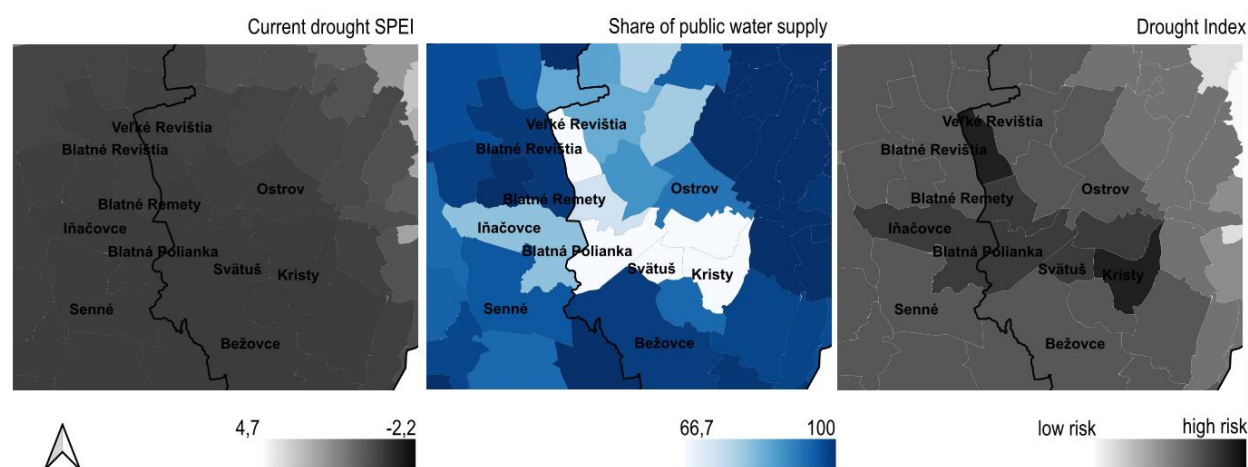 Current drought SPEI
Veľké Revištia
Blatné Revištia
Ostrov
Blatné Remety
Iňačovce
Blatná Polianka
Svätuš
Kristy
Senné
Bežovce
4,7
-2,2
Share of public water supply
Veľké Revištia
Blatné Revištia
Ostrov
Blatné Remety
Iňačovce
Blatná Polianka
Svätuš
Kristy
Senné
Bežovce
66,7
100
Drought Index
Veľké Revištia
Blatné Revištia
Ostrov
Blatné Remety
Iňačovce
Blatná Polianka
Svätuš
Kristy
Senné
Bežovce
low risk
high risk